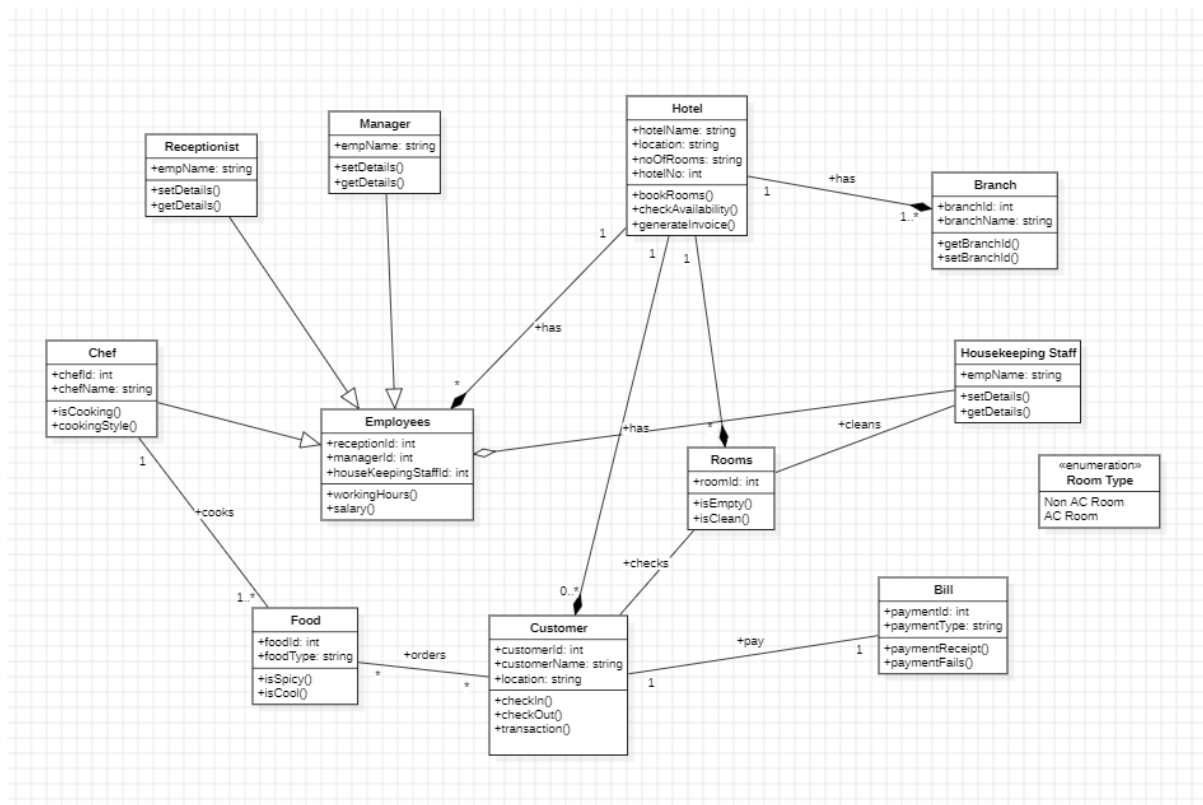 Hotel
+hotelName: string
+location: string
+noOfRooms: string
+hotelNo: int
+bookRooms()
+checkAvailability()
+generateInvoice()
Manager
+empName: string
+setDetails()
+getDetails()
Receptionist
+empName: string
+setDetails()
+getDetails()
+has
1
1..*
Branch
+branchId: int
+branchName: string
+getBranchId()
+setBranchId()
1
1
1
+has
*
Chef
+chefId: int
+chefName: string
+isCooking()
+cookingStyle()
Housekeeping Staff
+empName: string
+setDetails()
+getDetails()
Employees
+receptionId: int
+managerId: int
+houseKeepingStaffId: int
+workingHours()
+salary()
+has
*
+cleans
Rooms
+roomId: int
+isEmpty()
+isClean()
«enumeration»
Room Type
Non AC Room
AC Room
1
+cooks
1..*
+checks
0..*
Food
+foodId: int
+foodType: string
+isSpicy()
+isCool()
+orders
*
*
Customer
+customerId: int
+customerName: string
+location: string
+checkIn()
+checkOut()
+transaction()
+pay
1
1
Bill
+paymentId: int
+paymentType: string
+paymentReceipt()
+paymentFails()